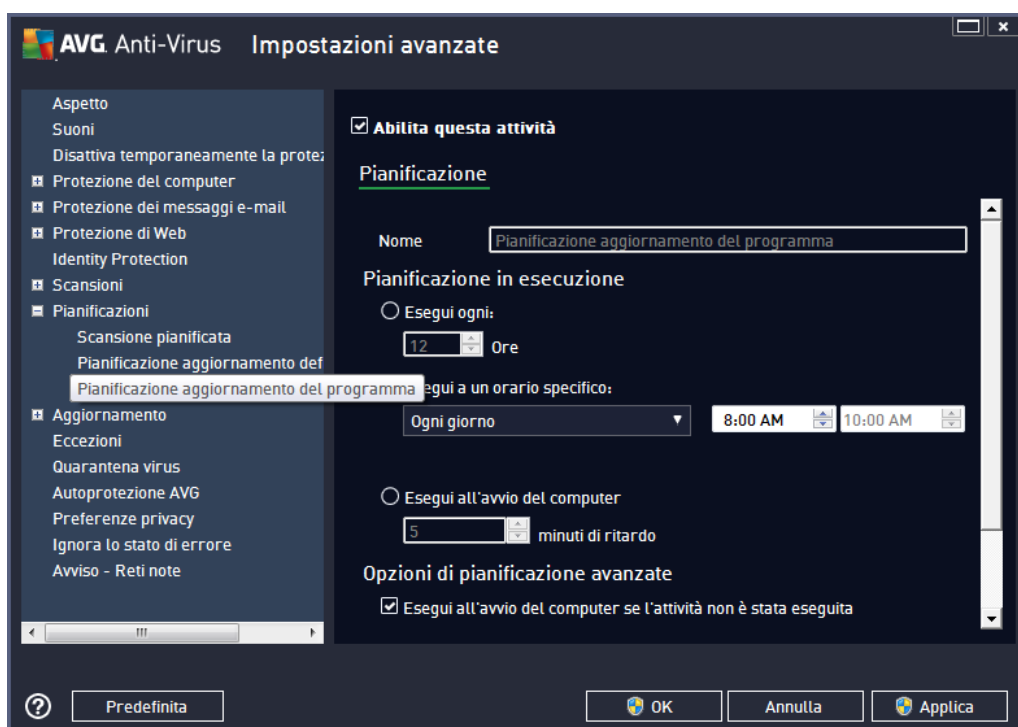 AVG. Anti-Virus Impostazioni avanzate
Aspetto
Suoni
Disattiva temporaneamente la protez
Protezione del computer
Protezione dei messaggi e-mail
Protezione di Web
Identity Protection
Scansioni
Pianificazioni
Scansione pianificata
Pianificazione aggiornamento def
Pianificazione aggiornamento del programma
Aggiornamento
Eccezioni
Quarantena virus
Autoprotezione AVG
Preferenze privacy
Ignora lo stato di errore
Avviso - Reti note
Abilita questa attività
Pianificazione
Nome Pianificazione aggiornamento del programma
Pianificazione in esecuzione
Esegui ogni:
12 Ore
egui a un orario specifico:
Ogni giorno 8:00 AM 10:00 AM
Esegui all'avvio del computer
5 minuti di ritardo
Opzioni di pianificazione avanzate
Esegui all'avvio del computer se l'attività non è stata eseguita
? Predefinita OK Annulla Applica